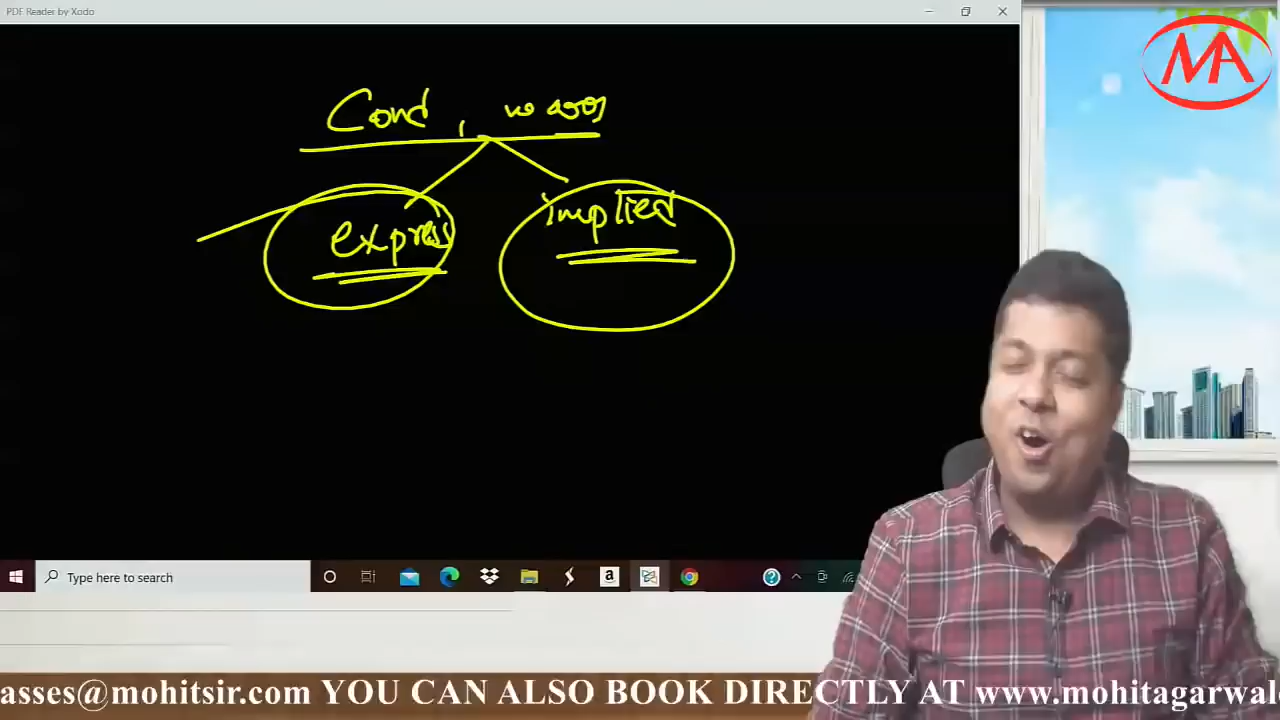 PDF Reader by Xodo
MA
Cond,
express
implied
Type here to search
asses@mohitsir.com YOU CAN ALSO BOOK DIRECTLY AT www.mohitagarwal